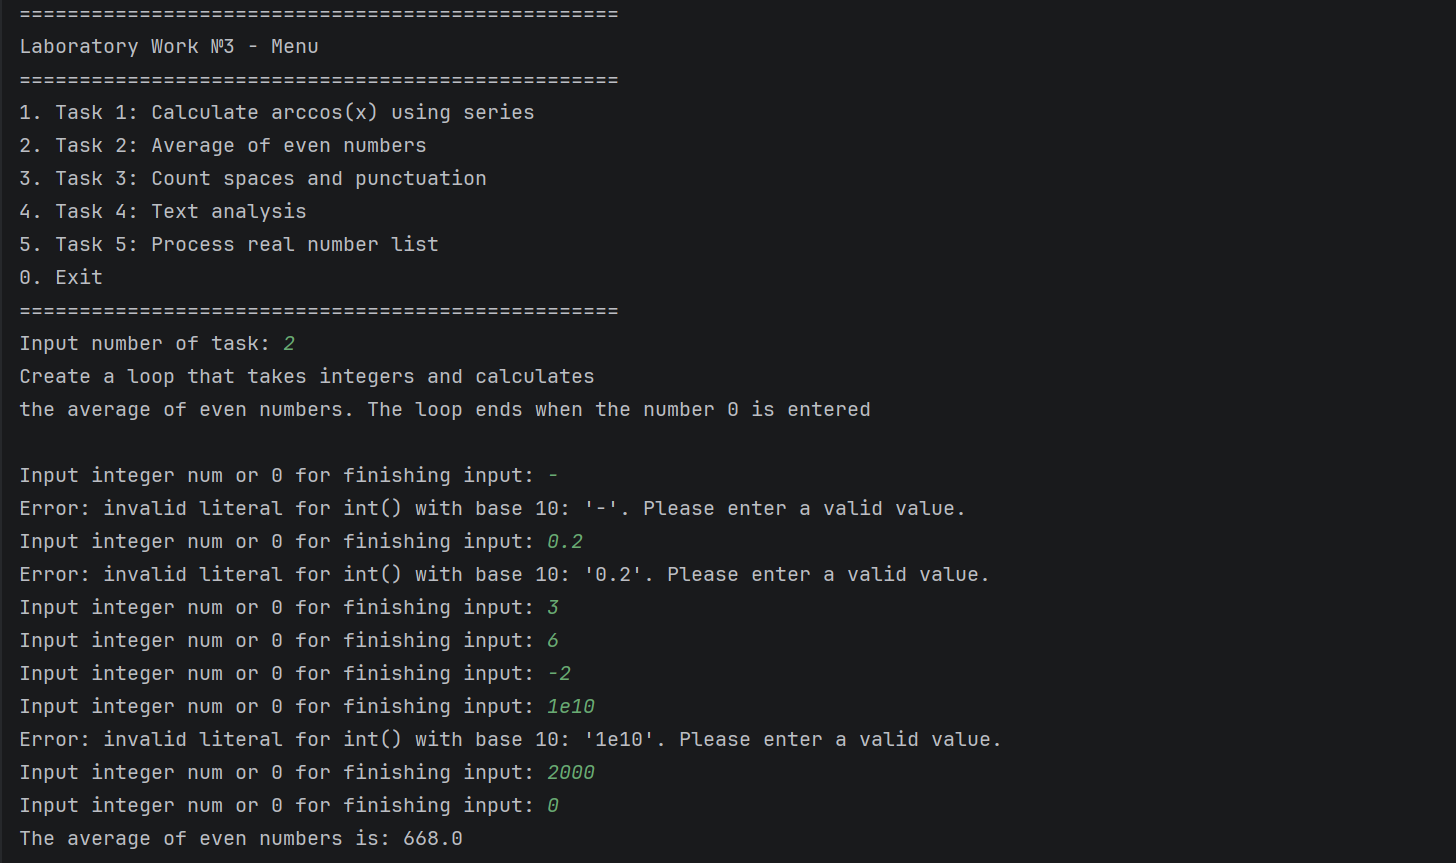 ==================================================
Laboratory Work №3 - Menu
==================================================
1. Task 1: Calculate arccos(x) using series
2. Task 2: Average of even numbers
3. Task 3: Count spaces and punctuation
4. Task 4: Text analysis
5. Task 5: Process real number list
0. Exit
==================================================
Input number of task: 2
Create a loop that takes integers and calculates
the average of even numbers. The loop ends when the number 0 is entered

Input integer num or 0 for finishing input: -
Error: invalid literal for int() with base 10: '-'. Please enter a valid value.
Input integer num or 0 for finishing input: 0.2
Error: invalid literal for int() with base 10: '0.2'. Please enter a valid value.
Input integer num or 0 for finishing input: 3
Input integer num or 0 for finishing input: 6
Input integer num or 0 for finishing input: -2
Input integer num or 0 for finishing input: 1e10
Error: invalid literal for int() with base 10: '1e10'. Please enter a valid value.
Input integer num or 0 for finishing input: 2000
Input integer num or 0 for finishing input: 0
The average of even numbers is: 668.0